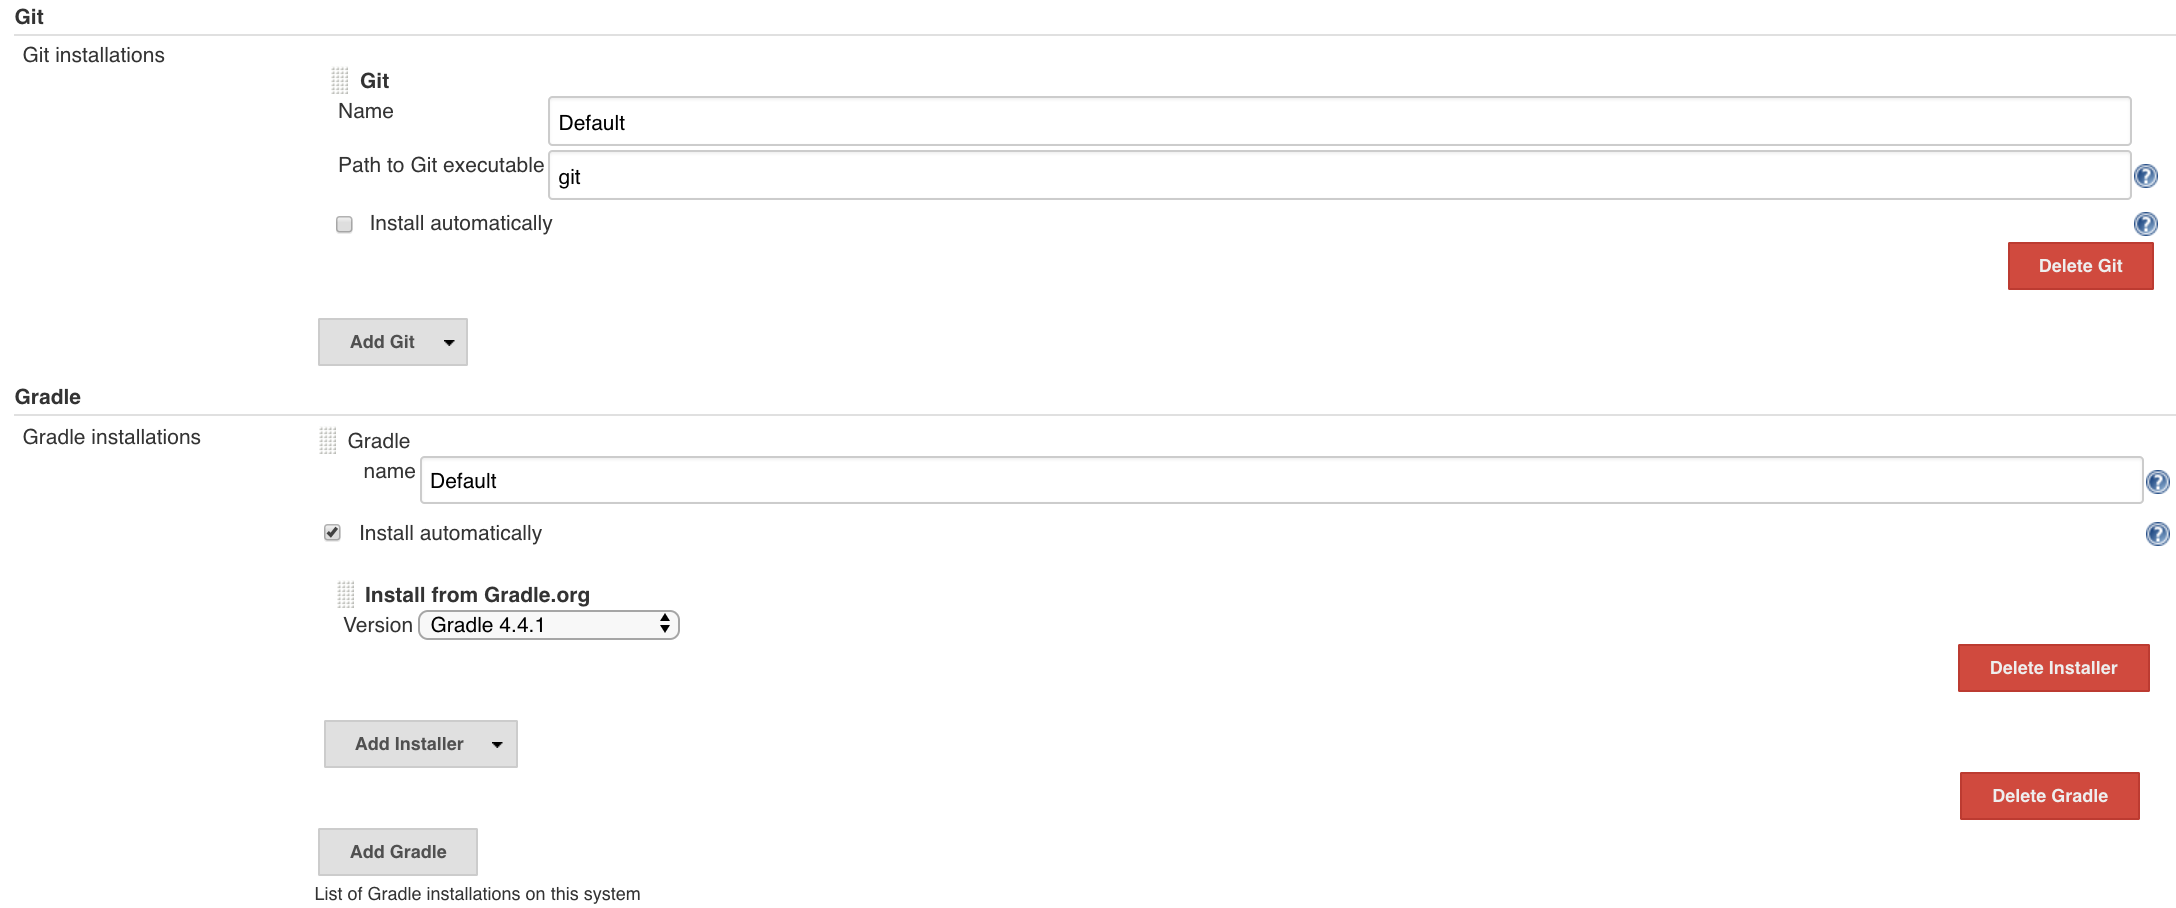 Git
Git installations
Git
Name
Default
Path to Git executable
git
?
Install automatically
?
Delete Git
Add Git
Gradle
Gradle installations
Gradle
name
Default
?
Install automatically
?
Install from Gradle.org
Version
Gradle 4.4.1
Delete Installer
Add Installer
Delete Gradle
Add Gradle
List of Gradle installations on this system